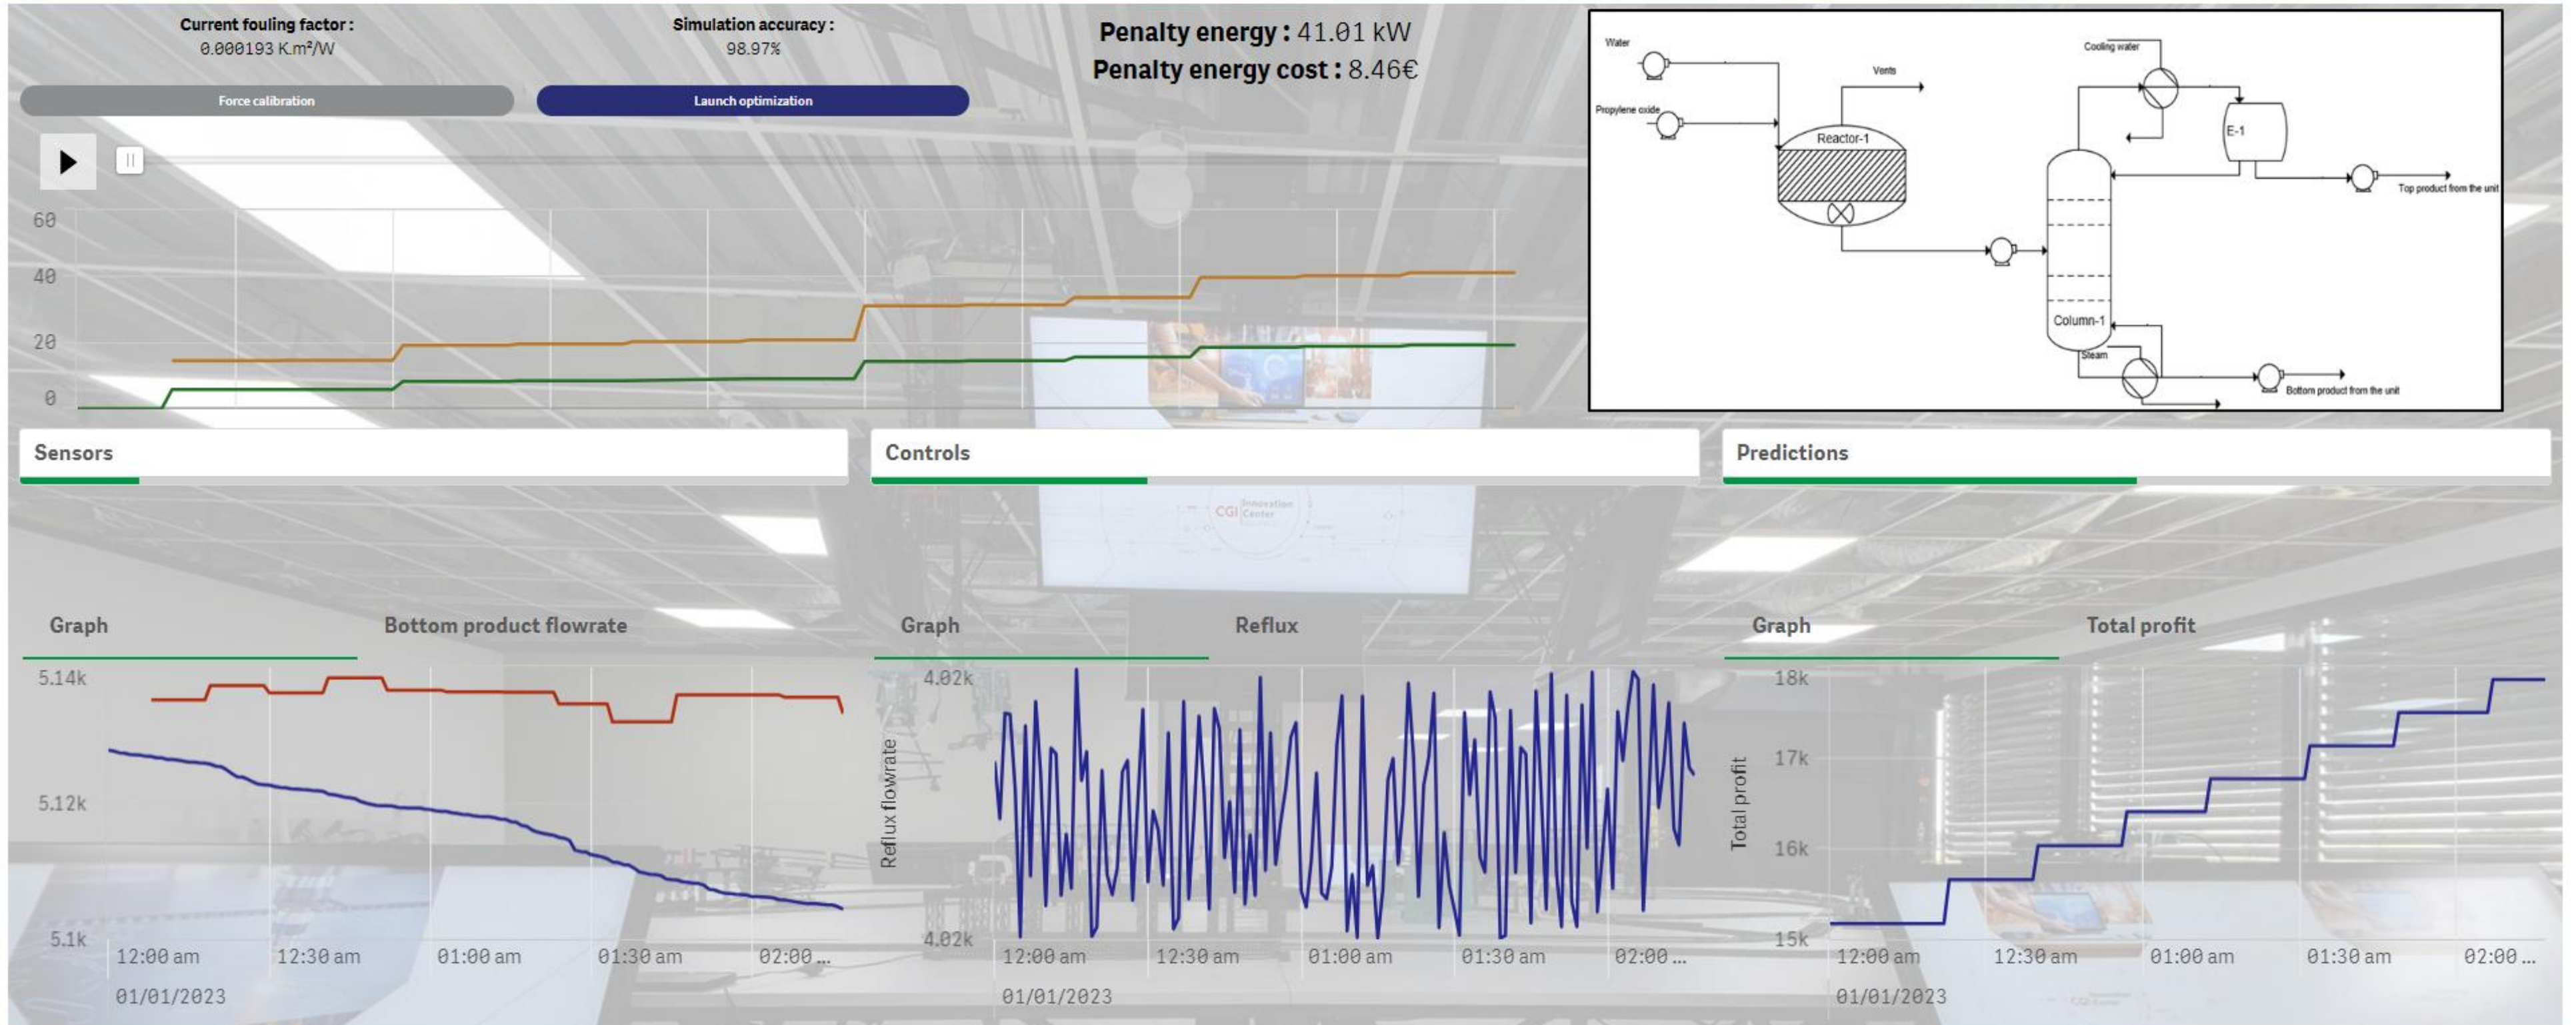 Current fouling factor :
0.000193 K.m²/W
Simulation accuracy :
98.97%
Penalty energy : 41.01 kW
Penalty energy cost : 8.46€
Force calibration
Launch optimization
60
40
20
0
Water
Propylene oxide
Vents
Reactor-1
Cooling water
E-1
Top product from the unit
Column-1
Steam
Bottom product from the unit
Sensors
Controls
Predictions
CGI Innovation Center
Graph
Bottom product flowrate
5.14k
5.12k
5.1k
12:00 am
12:30 am
01:00 am
01:30 am
02:00 ...
01/01/2023
Graph
Reflux
Reflux flowrate
4.02k
4.02k
12:00 am
12:30 am
01:00 am
01:30 am
02:00 ...
01/01/2023
Graph
Total profit
Total profit
18k
17k
16k
15k
12:00 am
12:30 am
01:00 am
01:30 am
02:00 ...
01/01/2023